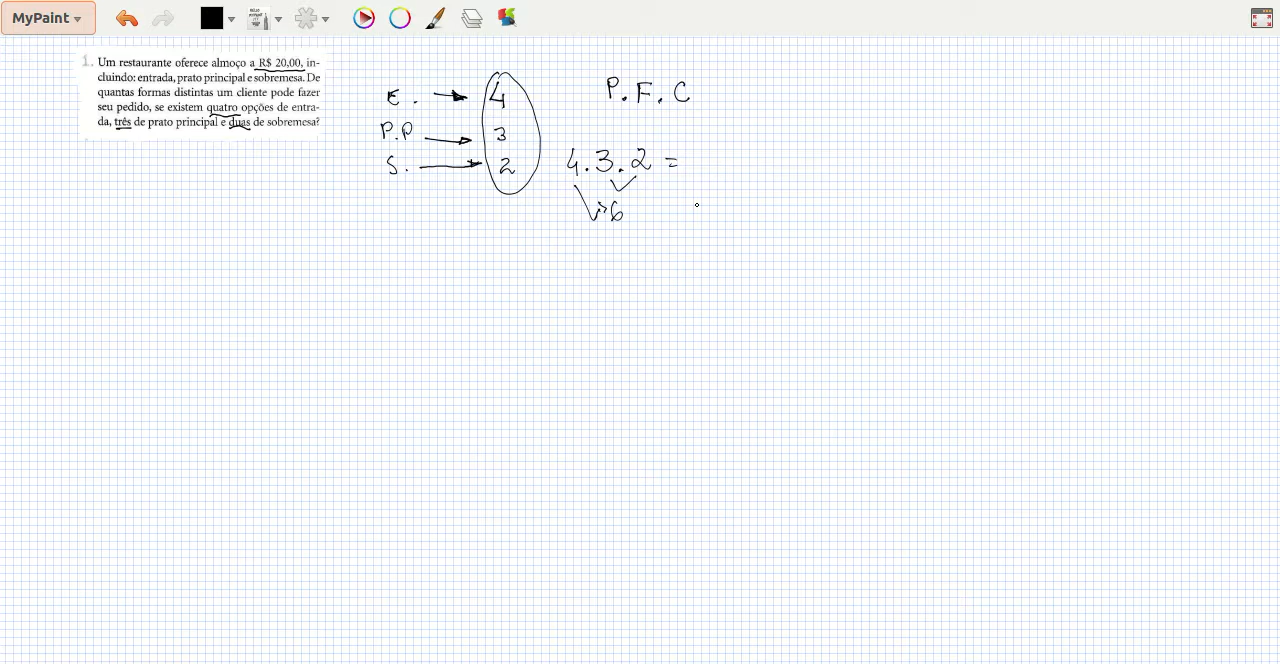 MyPaint
1. Um restaurante oferece almoço a R$ 20,00, in-
cluindo: entrada, prato principal e sobremesa. De
quantas formas distintas um cliente pode fazer
seu pedido, se existem quatro opções de entra-
da, três de prato principal e duas de sobremesa?
E. → 4
P.P → 3
S. → 2
P.F.C
4.3.2 =
6